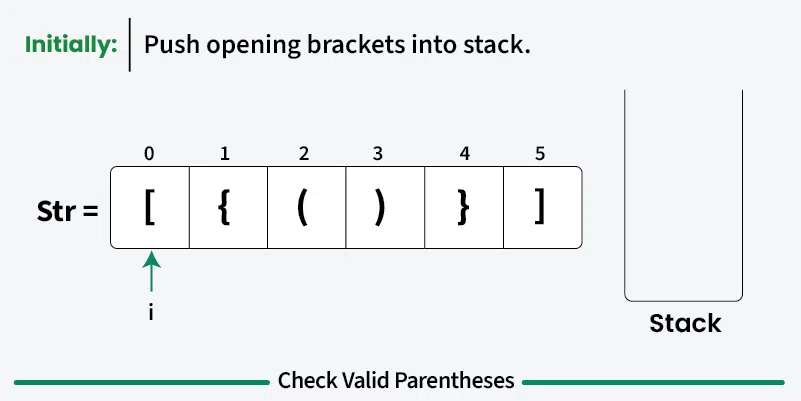 Initially: Push opening brackets into stack.
0 1 2 3 4 5
Str = [ { ( ) } ]
i
Stack
Check Valid Parentheses